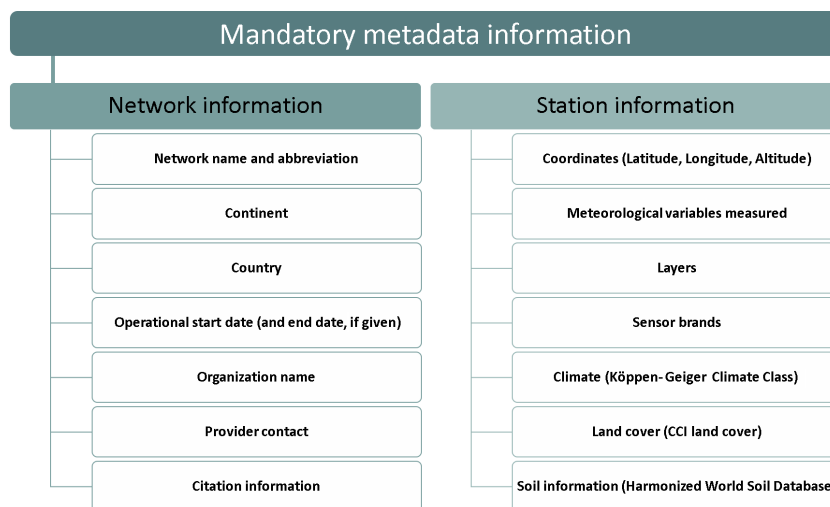 Mandatory metadata information
Network information
Network name and abbreviation
Continent
Country
Operational start date (and end date, if given)
Organization name
Provider contact
Citation information
Station information
Coordinates (Latitude, Longitude, Altitude)
Meteorological variables measured
Layers
Sensor brands
Climate (Köppen- Geiger Climate Class)
Land cover (CCI land cover)
Soil information (Harmonized World Soil Database